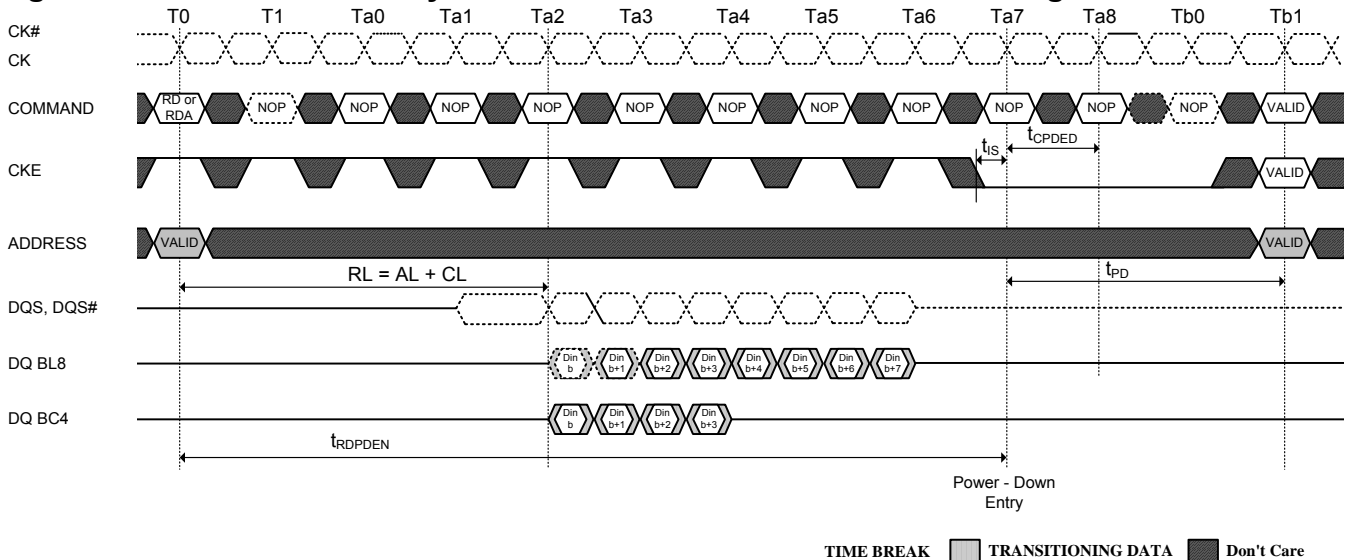 T0 T1 Ta0 Ta1 Ta2 Ta3 Ta4 Ta5 Ta6 Ta7 Ta8 Tb0 Tb1
CK#
CK
COMMAND
RD or RDA NOP NOP NOP NOP NOP NOP NOP NOP NOP NOP NOP VALID
tIS
tCPDED
CKE
VALID
ADDRESS
VALID VALID
RL = AL + CL
tPD
DQS, DQS#
DQ BL8
Din b Din b+1 Din b+2 Din b+3 Din b+4 Din b+5 Din b+6 Din b+7
DQ BC4
Din b Din b+1 Din b+2 Din b+3
tRDPDEN
Power - Down
Entry
TIME BREAK TRANSITIONING DATA Don't Care